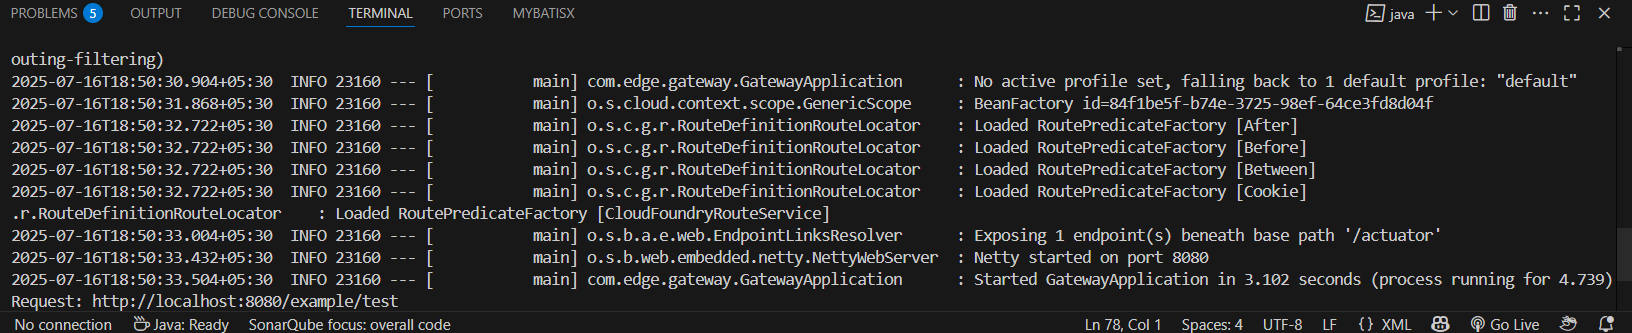 PROBLEMS 5 OUTPUT DEBUG CONSOLE TERMINAL PORTS MYBATISX java
outing-filtering)
2025-07-16T18:50:30.904+05:30  INFO 23160 --- [           main] com.edge.gateway.GatewayApplication      : No active profile set, falling back to 1 default profile: "default"
2025-07-16T18:50:31.868+05:30  INFO 23160 --- [           main] o.s.cloud.context.scope.GenericScope     : BeanFactory id=84f1be5f-b74e-3725-98ef-64ce3fd8d04f
2025-07-16T18:50:32.722+05:30  INFO 23160 --- [           main] o.s.c.g.r.RouteDefinitionRouteLocator    : Loaded RoutePredicateFactory [After]
2025-07-16T18:50:32.722+05:30  INFO 23160 --- [           main] o.s.c.g.r.RouteDefinitionRouteLocator    : Loaded RoutePredicateFactory [Before]
2025-07-16T18:50:32.722+05:30  INFO 23160 --- [           main] o.s.c.g.r.RouteDefinitionRouteLocator    : Loaded RoutePredicateFactory [Between]
2025-07-16T18:50:32.722+05:30  INFO 23160 --- [           main] o.s.c.g.r.RouteDefinitionRouteLocator    : Loaded RoutePredicateFactory [Cookie]
.r.RouteDefinitionRouteLocator    : Loaded RoutePredicateFactory [CloudFoundryRouteService]
2025-07-16T18:50:33.004+05:30  INFO 23160 --- [           main] o.s.b.a.e.web.EndpointLinksResolver      : Exposing 1 endpoint(s) beneath base path '/actuator'
2025-07-16T18:50:33.432+05:30  INFO 23160 --- [           main] o.s.b.web.embedded.netty.NettyWebServer  : Netty started on port 8080
2025-07-16T18:50:33.504+05:30  INFO 23160 --- [           main] com.edge.gateway.GatewayApplication      : Started GatewayApplication in 3.102 seconds (process running for 4.739)
Request: http://localhost:8080/example/test
No connection Java: Ready SonarQube focus: overall code Ln 78, Col 1 Spaces: 4 UTF-8 LF {} XML Go Live